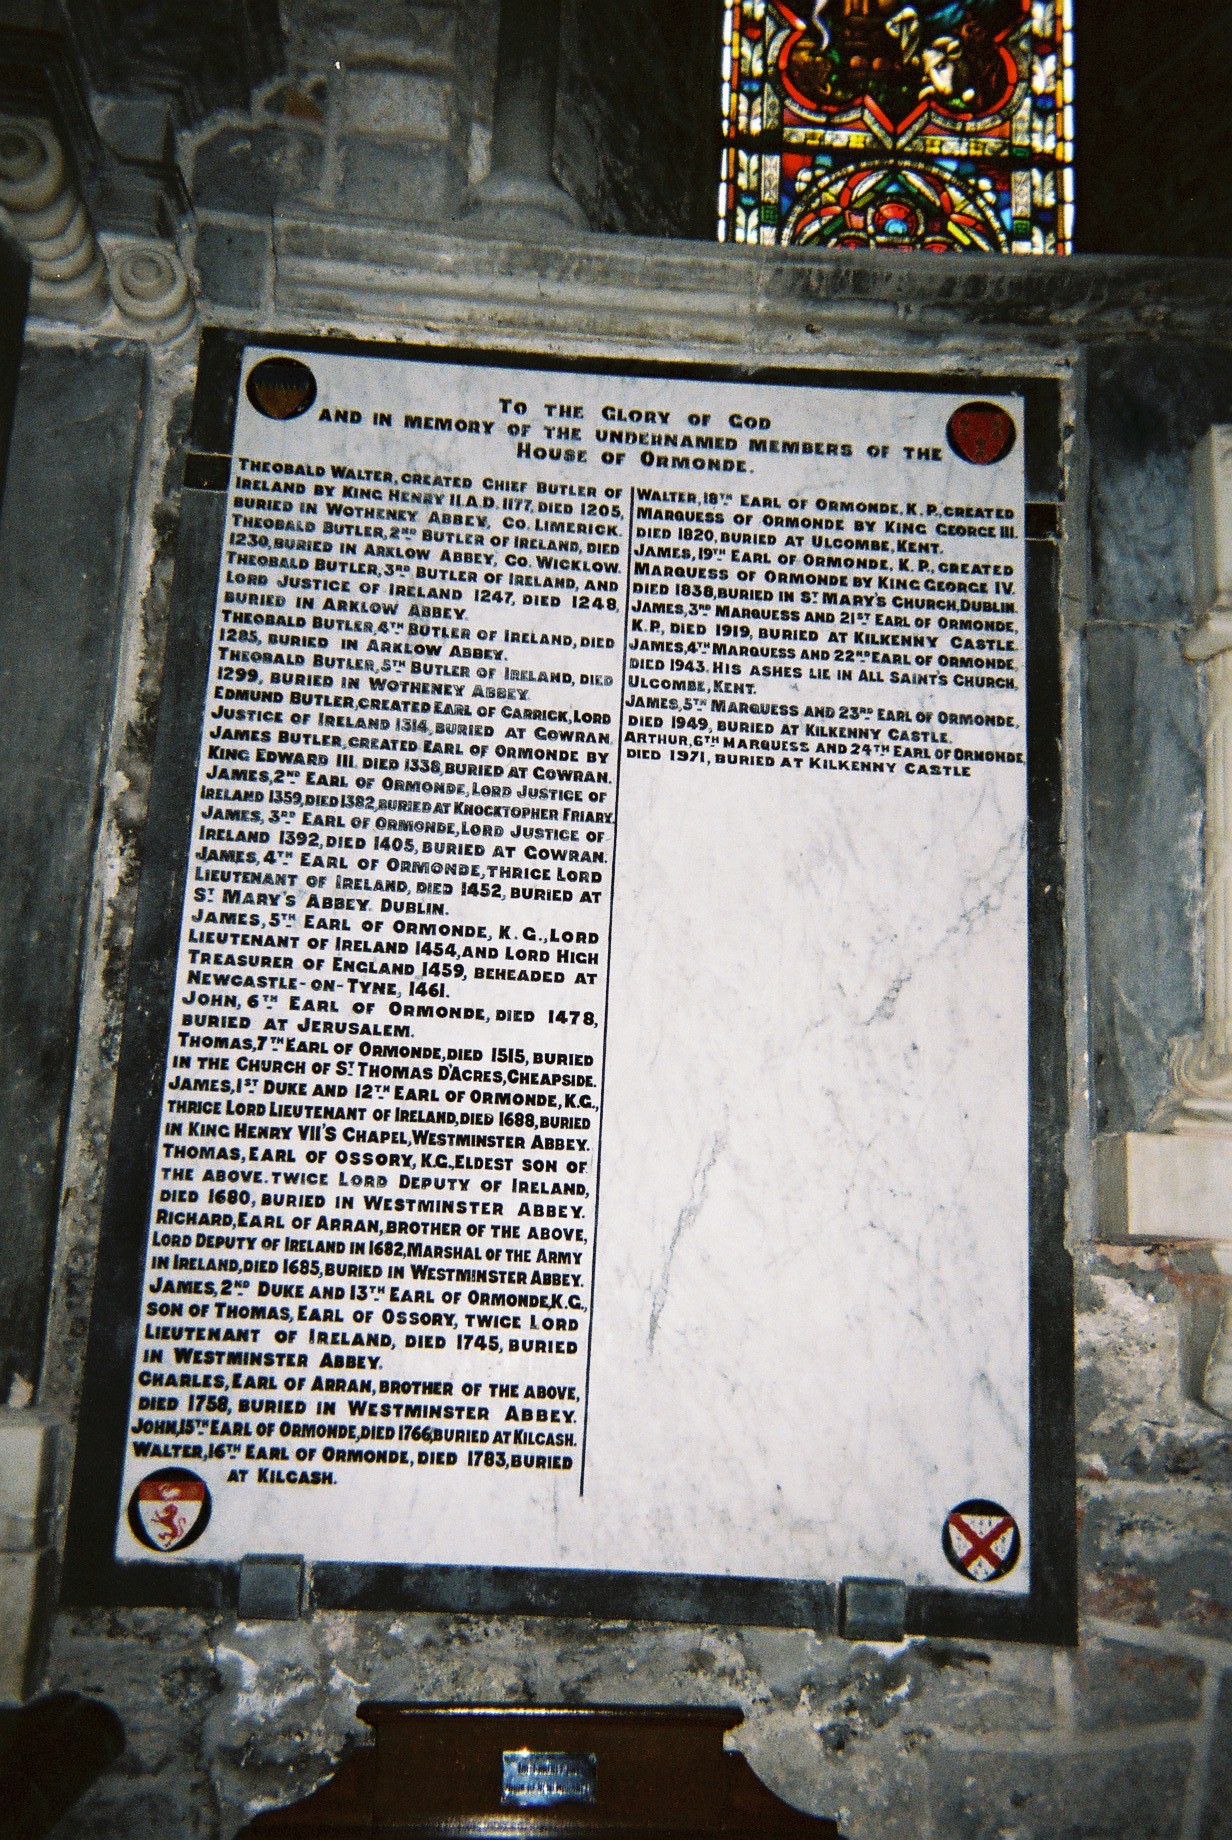 TO THE GLORY OF GOD
AND IN MEMORY OF THE UNDERNAMED MEMBERS OF THE
HOUSE OF ORMONDE.
THEOBALD WALTER, CREATED CHIEF BUTLER OF
IRELAND BY KING HENRY II. A.D. 1177, DIED 1205,
BURIED IN WOTHENEY ABBEY, CO. LIMERICK.
THEOBALD BUTLER, 2ND BUTLER OF IRELAND, DIED
1230, BURIED IN ARKLOW ABBEY, CO. WICKLOW.
THEOBALD BUTLER, 3RD BUTLER OF IRELAND, AND
LORD JUSTICE OF IRELAND 1247, DIED 1248,
BURIED IN ARKLOW ABBEY.
THEOBALD BUTLER, 4TH BUTLER OF IRELAND, DIED
1285, BURIED IN ARKLOW ABBEY.
THEOBALD BUTLER, 5TH BUTLER OF IRELAND, DIED
1299, BURIED IN WOTHENEY ABBEY.
EDMUND BUTLER, CREATED EARL OF CARRICK, LORD
JUSTICE OF IRELAND 1314, BURIED AT GOWRAN.
JAMES BUTLER, CREATED EARL OF ORMONDE BY
KING EDWARD III. DIED 1338, BURIED AT GOWRAN.
JAMES, 2ND EARL OF ORMONDE, LORD JUSTICE OF
IRELAND 1359, DIED 1382, BURIED AT KNOCKTOPHER FRIARY.
JAMES, 3RD EARL OF ORMONDE, LORD JUSTICE OF
IRELAND 1392, DIED 1405, BURIED AT GOWRAN.
JAMES, 4TH EARL OF ORMONDE, THRICE LORD
LIEUTENANT OF IRELAND, DIED 1452, BURIED AT
ST MARY'S ABBEY. DUBLIN.
JAMES, 5TH EARL OF ORMONDE, K.G., LORD
LIEUTENANT OF IRELAND 1454, AND LORD HIGH
TREASURER OF ENGLAND 1459, BEHEADED AT
NEWCASTLE-ON-TYNE, 1461.
JOHN, 6TH EARL OF ORMONDE, DIED 1478,
BURIED AT JERUSALEM.
THOMAS, 7TH EARL OF ORMONDE, DIED 1515, BURIED
IN THE CHURCH OF ST THOMAS D'ACRES, CHEAPSIDE.
JAMES, 1ST DUKE AND 12TH EARL OF ORMONDE, K.G.,
THRICE LORD LIEUTENANT OF IRELAND, DIED 1688, BURIED
IN KING HENRY VII'S CHAPEL, WESTMINSTER ABBEY.
THOMAS, EARL OF OSSORY, K.G., ELDEST SON OF
THE ABOVE. TWICE LORD DEPUTY OF IRELAND,
DIED 1680, BURIED IN WESTMINSTER ABBEY.
RICHARD, EARL OF ARRAN, BROTHER OF THE ABOVE,
LORD DEPUTY OF IRELAND IN 1682, MARSHAL OF THE ARMY
IN IRELAND, DIED 1685, BURIED IN WESTMINSTER ABBEY.
JAMES, 2ND DUKE AND 13TH EARL OF ORMONDE, K.G.,
SON OF THOMAS, EARL OF OSSORY, TWICE LORD
LIEUTENANT OF IRELAND, DIED 1745, BURIED
IN WESTMINSTER ABBEY.
CHARLES, EARL OF ARRAN, BROTHER OF THE ABOVE,
DIED 1758, BURIED IN WESTMINSTER ABBEY.
JOHN, 15TH EARL OF ORMONDE, DIED 1766, BURIED AT KILCASH.
WALTER, 16TH EARL OF ORMONDE, DIED 1783, BURIED
AT KILCASH.
WALTER, 18TH EARL OF ORMONDE, K.P., CREATED
MARQUESS OF ORMONDE BY KING GEORGE III.
DIED 1820, BURIED AT ULCOMBE, KENT.
JAMES, 19TH EARL OF ORMONDE, K.P., CREATED
MARQUESS OF ORMONDE BY KING GEORGE IV.
DIED 1838, BURIED IN ST MARY'S CHURCH, DUBLIN.
JAMES, 3RD MARQUESS AND 21ST EARL OF ORMONDE,
K.P., DIED 1919, BURIED AT KILKENNY CASTLE.
JAMES, 4TH MARQUESS AND 22ND EARL OF ORMONDE,
DIED 1943. HIS ASHES LIE IN ALL SAINT'S CHURCH,
ULCOMBE, KENT.
JAMES, 5TH MARQUESS AND 23RD EARL OF ORMONDE,
DIED 1949, BURIED AT KILKENNY CASTLE.
ARTHUR, 6TH MARQUESS AND 24TH EARL OF ORMONDE,
DIED 1971, BURIED AT KILKENNY CASTLE